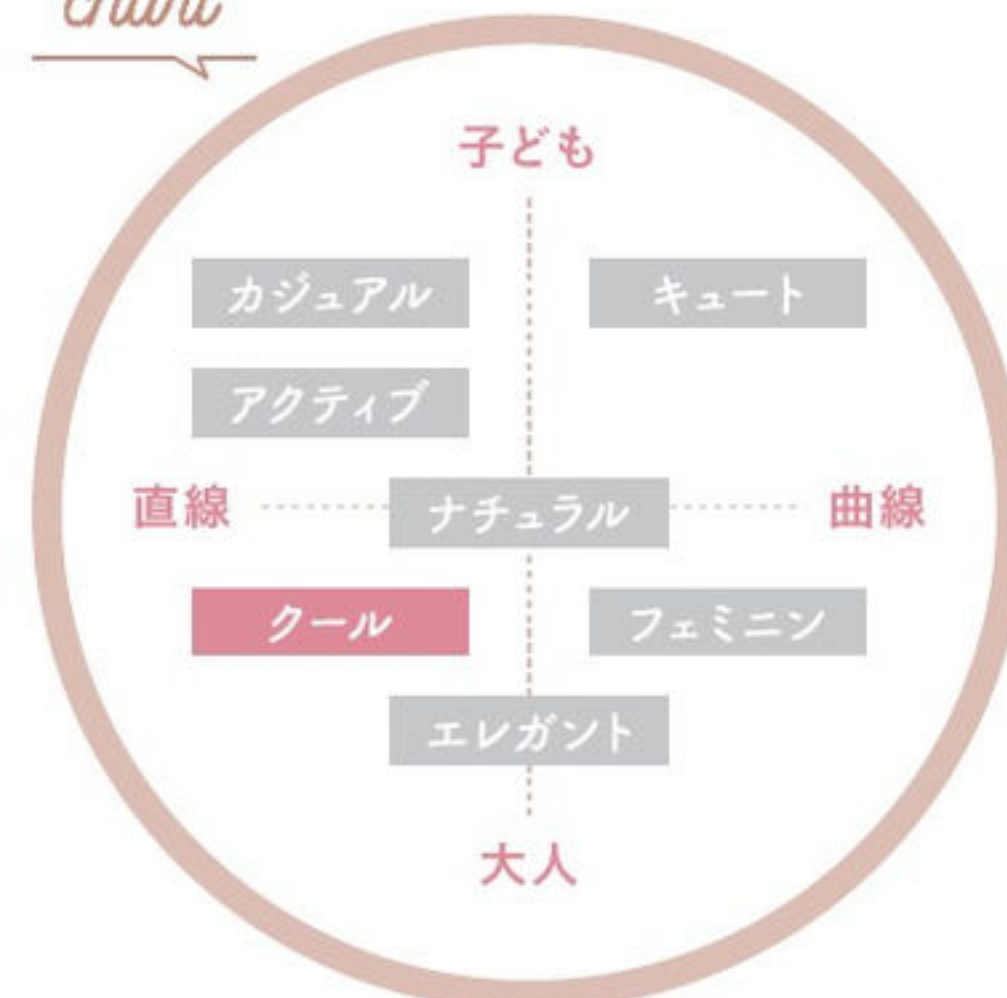 chart
子ども
カジュアル
キュート
アクティブ
直線
ナチュラル
曲線
クール
フェミニン
エレガント
大人